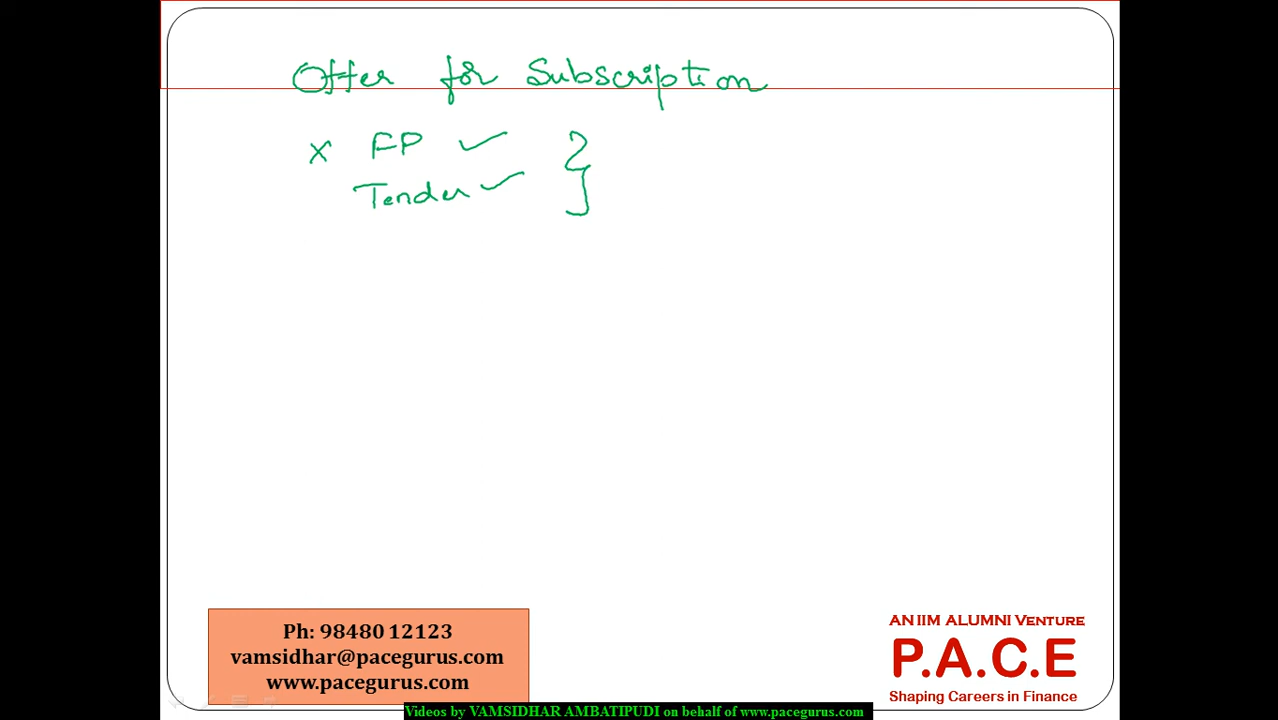 Offer for Subscription
x FP ✓
Tender ✓
Ph: 98480 12123
vamsidhar@pacegurus.com
www.pacegurus.com
AN IIM ALUMNI VENTURE
P.A.C.E
Shaping Careers in Finance
Videos by VAMSIDHAR AMBATIPUDI on behalf of www.pacegurus.com